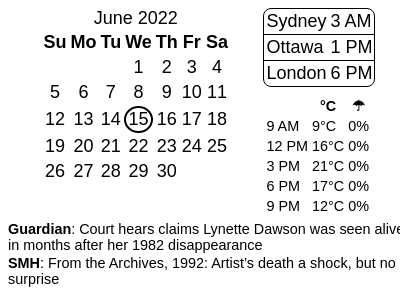 June 2022
Su Mo Tu We Th Fr Sa
1 2 3 4
5 6 7 8 9 10 11
12 13 14 15 16 17 18
19 20 21 22 23 24 25
26 27 28 29 30
Sydney 3 AM
Ottawa 1 PM
London 6 PM
°C ☂
9 AM 9°C 0%
12 PM 16°C 0%
3 PM 21°C 0%
6 PM 17°C 0%
9 PM 12°C 0%
Guardian: Court hears claims Lynette Dawson was seen alive
in months after her 1982 disappearance
SMH: From the Archives, 1992: Artist’s death a shock, but no
surprise